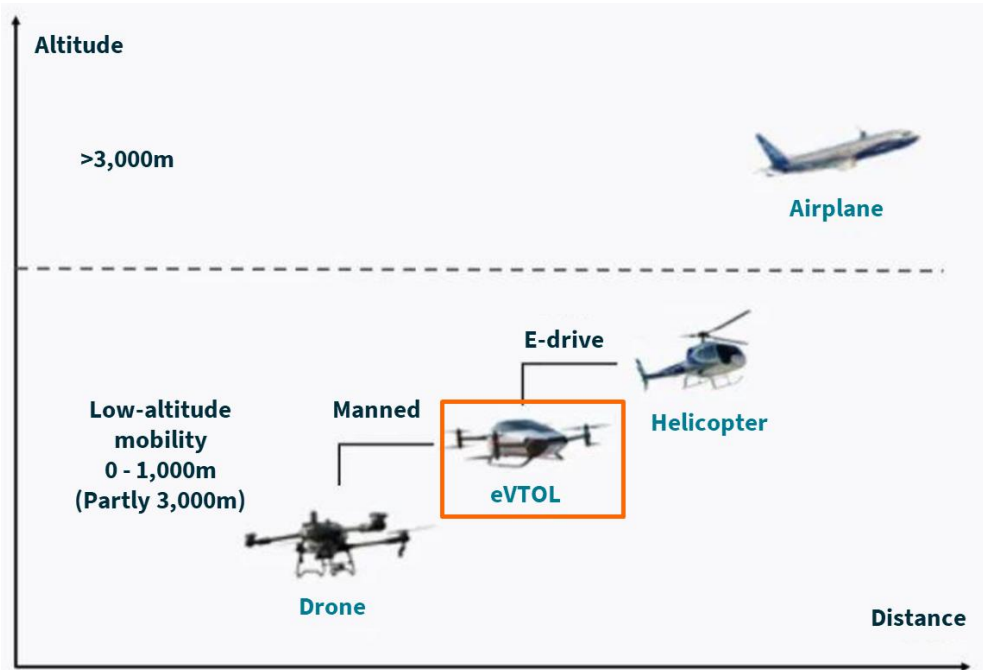 Altitude
>3,000m
Airplane
E-drive
Helicopter
Manned
Low-altitude
mobility
0 - 1,000m
(Partly 3,000m)
eVTOL
Drone
Distance